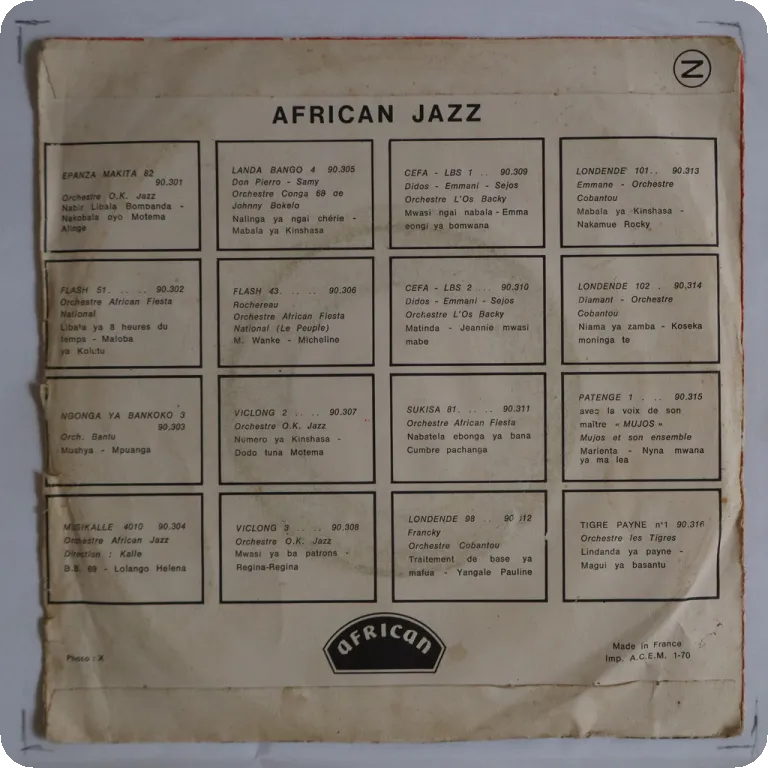 N
AFRICAN JAZZ
EPANZA MAKITA 82
90.301
Orchestre O.K. Jazz
Nabir Libala Bombanda -
Nakobala oyo Motema
Alinge
LANDA BANGO 4 90.305
Don Pierro - Samy
Orchestre Conga 68 de
Johnny Bokelo
Nalinga ya ngai chérie -
Mabala ya Kinshasa
CEFA - LBS 1 .. 90.309
Didos - Emmani - Sejos
Orchestre L'Os Backy
Mwasi ngai nabala - Emma
eongi ya bomwana
LONDENDE 101.. 90.313
Emmane - Orchestre
Cobantou
Mabala ya Kinshasa -
Nakamue Rocky
FLASH 51. .. .. 90.302
Orchestre African Fiesta
National
Libala ya 8 heures du
temps - Maloba
ya Kolutu
FLASH 43. .. .. 90.306
Rochereau
Orchestre African Fiesta
National (Le Peuple)
M. Wanke - Micheline
CEFA - LBS 2 .. .. 90.310
Didos - Emmani - Sejos
Orchestre L'Os Backy
Matinda - Jeannie mwasi
mabe
LONDENDE 102 . 90.314
Diamant - Orchestre
Cobantou
Niama ya zamba - Koseka
moninga te
NGONGA YA BANKOKO 3
90.303
Orch. Bantu
Mushya - Mpuanga
VICLONG 2 .. .. 90.307
Orchestre O.K. Jazz
Numero ya Kinshasa -
Dodo tuna Motema
SUKISA 81. .. .. 90.311
Orchestre African Fiesta
Nabatela ebonga ya bana
Cumbre pachanga
PATENGE 1 . .. 90.315
avec la voix de son
maître « MUJOS »
Mujos et son ensemble
Marienta - Nyna mwana
ya ma lea
MUSIKALLE 4010 90.304
Orchestre African Jazz
Direction : Kalle
B.B. 69 - Lolango Helena
VICLONG 3 .. .. 90.308
Orchestre O.K. Jazz
Mwasi ya ba patrons -
Regina-Regina
LONDENDE 98 .. 90 312
Francky
Orchestre Cobantou
Traitement de base ya
malua - Yangale Pauline
TIGRE PAYNE n°1 90.316
Orchestre les Tigres
Lindanda ya payne -
Magui ya basantu
African
Photo : X
Made in France
Imp. A.C.E.M. 1-70